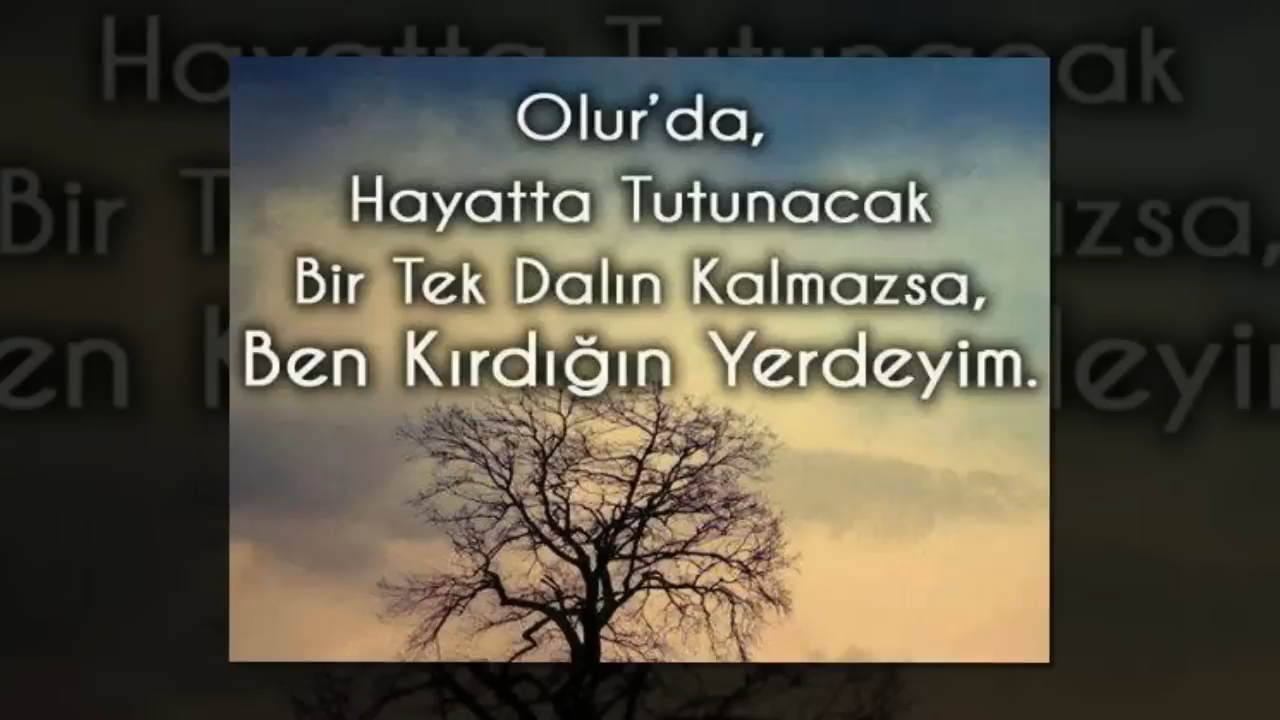 Olur'da,
Hayatta Tutunacak
Bir Tek Dalın Kalmazsa,
Ben Kırdığın Yerdeyim.